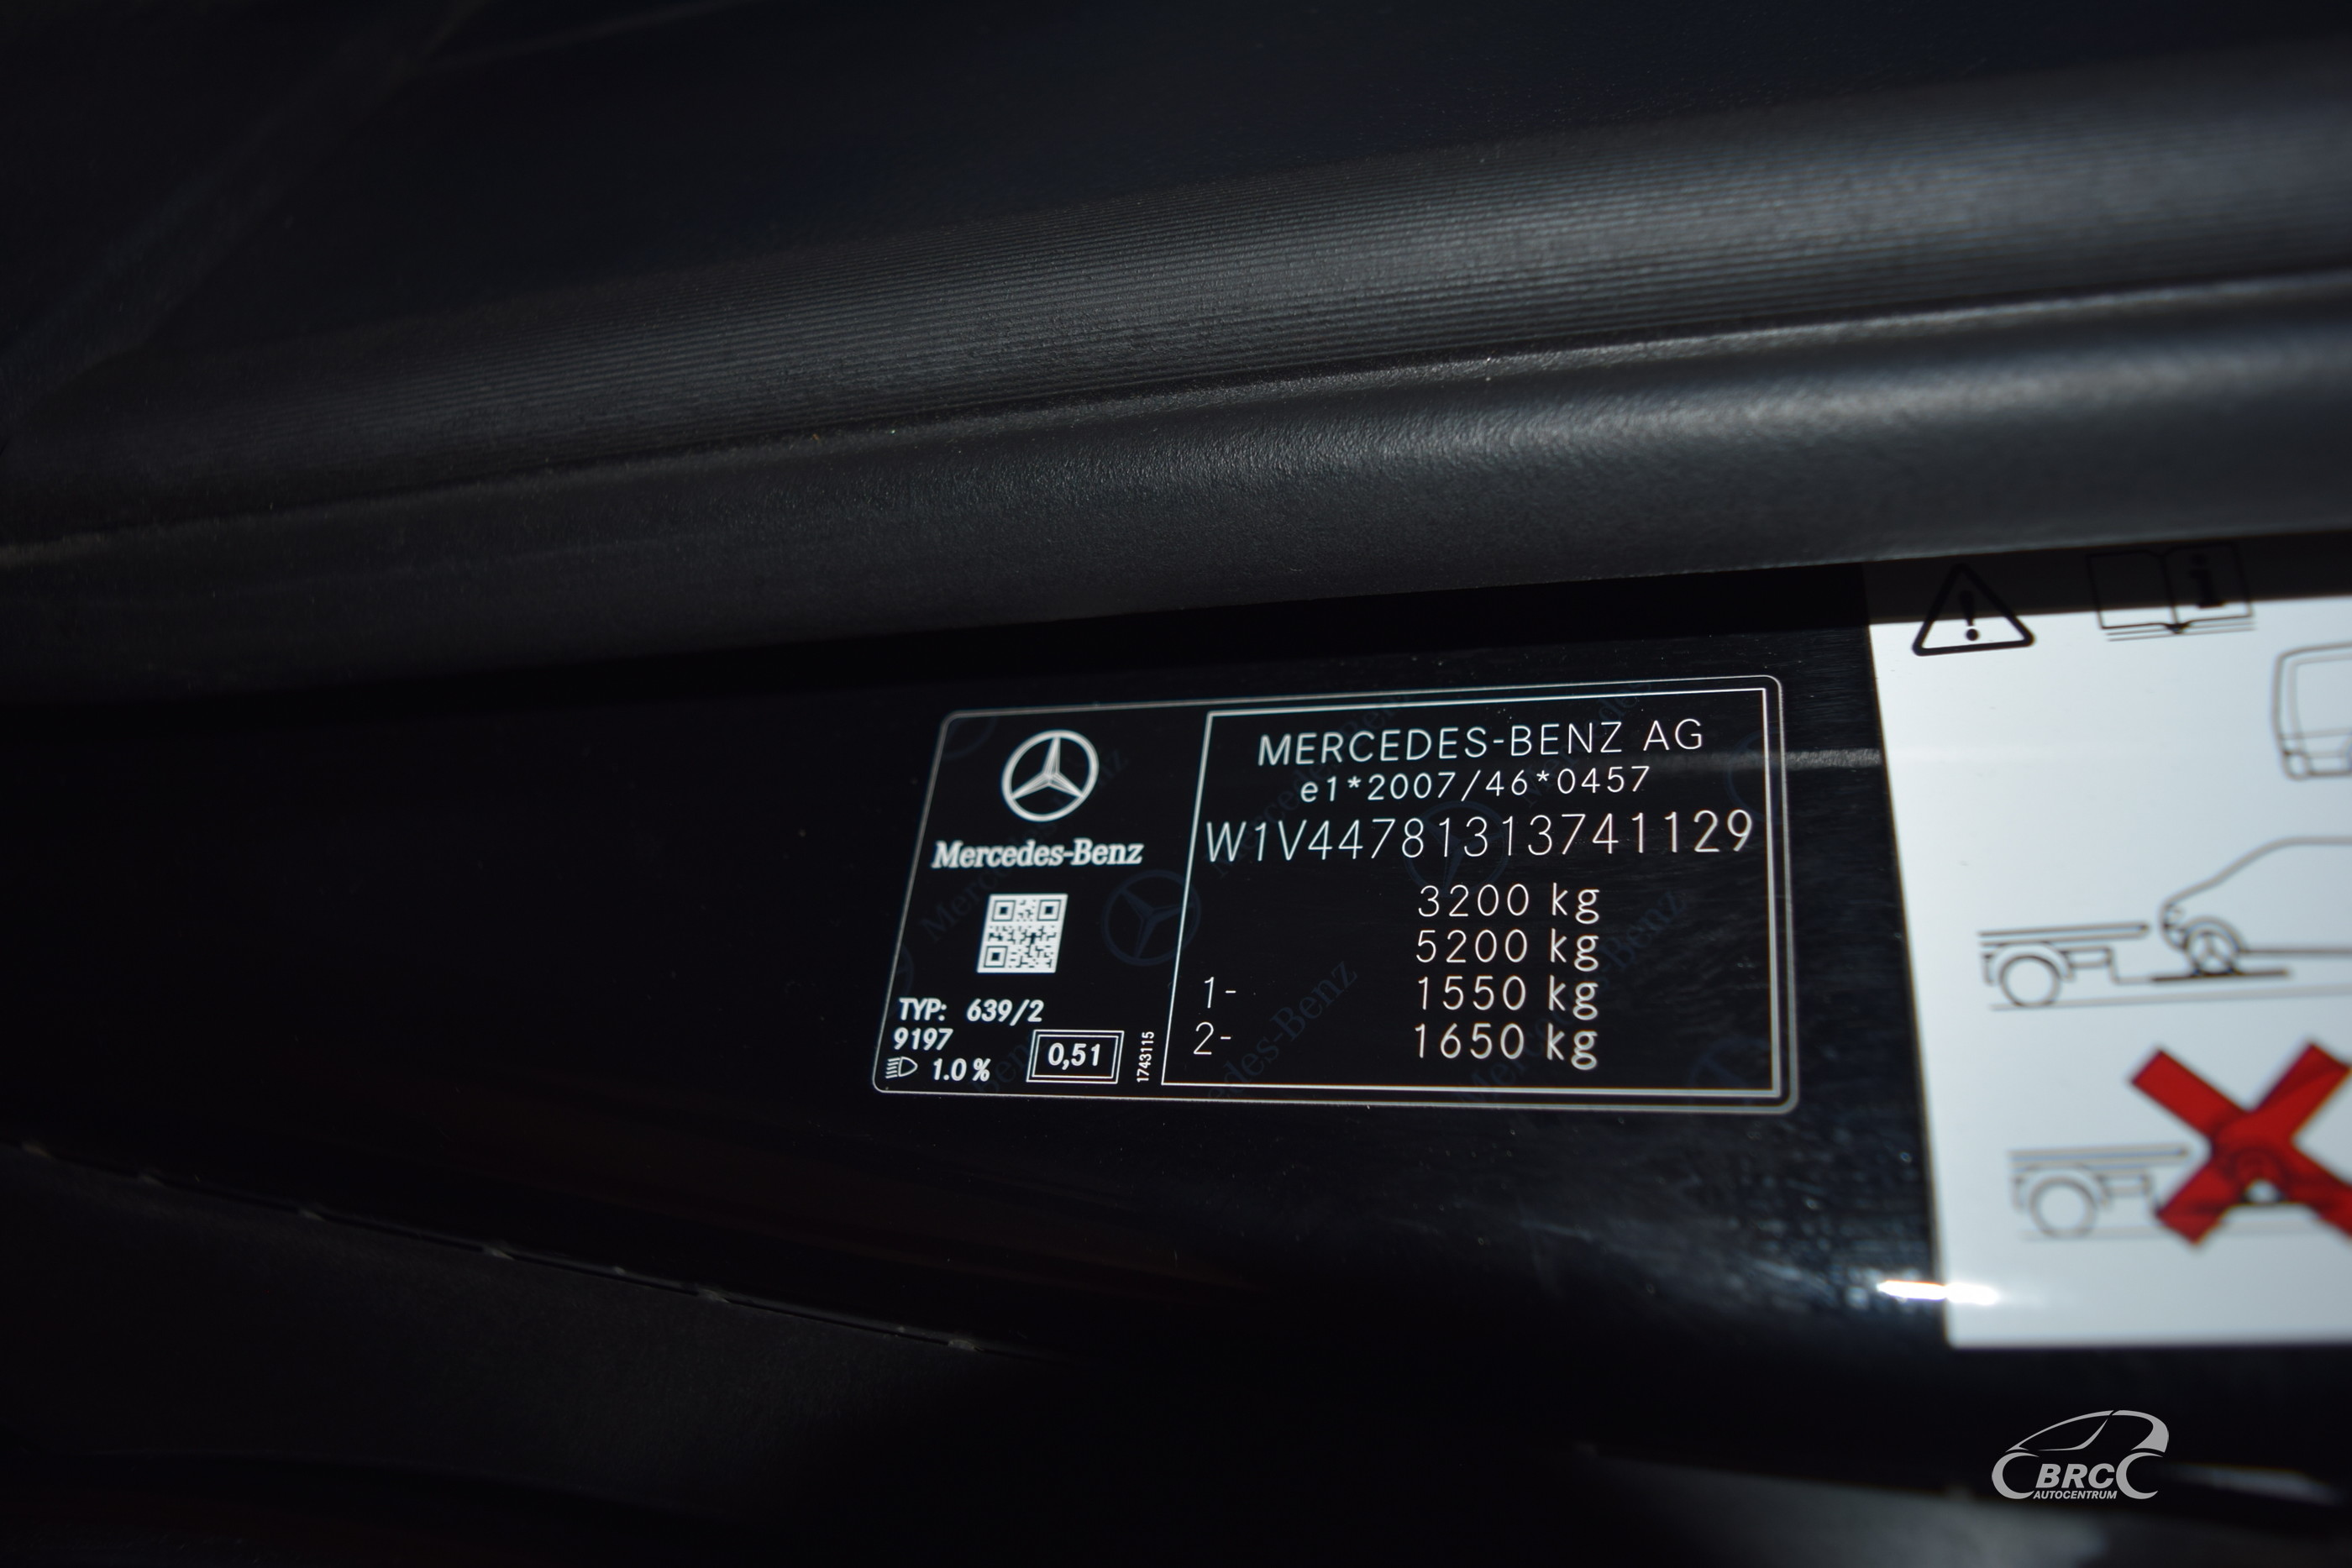 Mercedes-Benz
TYP: 639/2
9197
1.0 %
0,51
1743115
MERCEDES-BENZ AG
e1*2007/46*0457
W1V44781313741129
3200 kg
5200 kg
1- 1550 kg
2- 1650 kg
BRC
AUTOCENTRUM